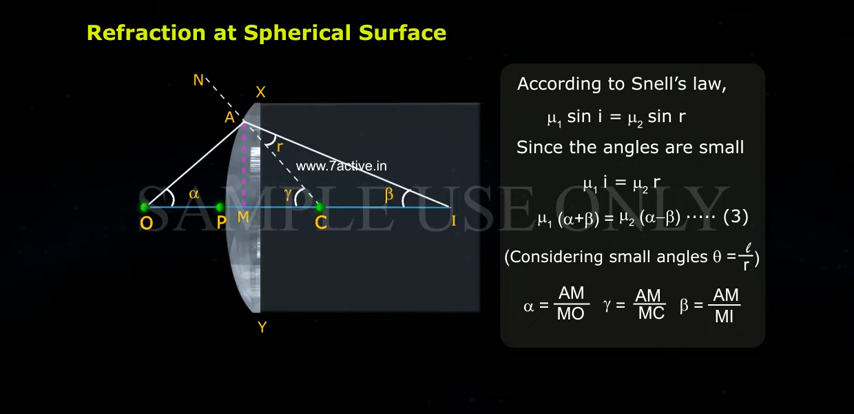 Refraction at Spherical Surface
N
X
A
r
www.7active.in
α
γ
β
O
P
M
C
I
Y
SAMPLE USE ONLY
According to Snell's law,
μ₁ sin i = μ₂ sin r
Since the angles are small
μ₁ i = μ₂ r
μ₁ (α+β) = μ₂ (α–β) ····· (3)
(Considering small angles θ = ℓ/r)
α = AM/MO γ = AM/MC β = AM/MI